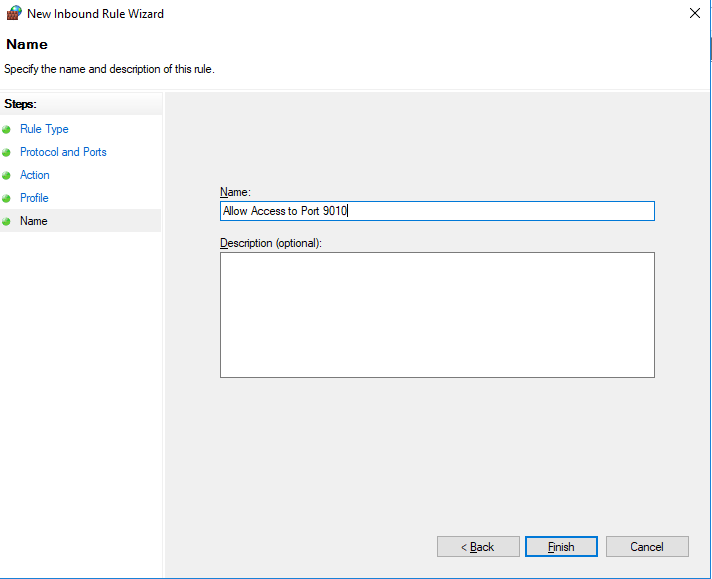 New Inbound Rule Wizard
Name
Specify the name and description of this rule.
Steps:
Rule Type
Protocol and Ports
Action
Profile
Name
Name:
Allow Access to Port 9010
Description (optional):
< Back
Finish
Cancel